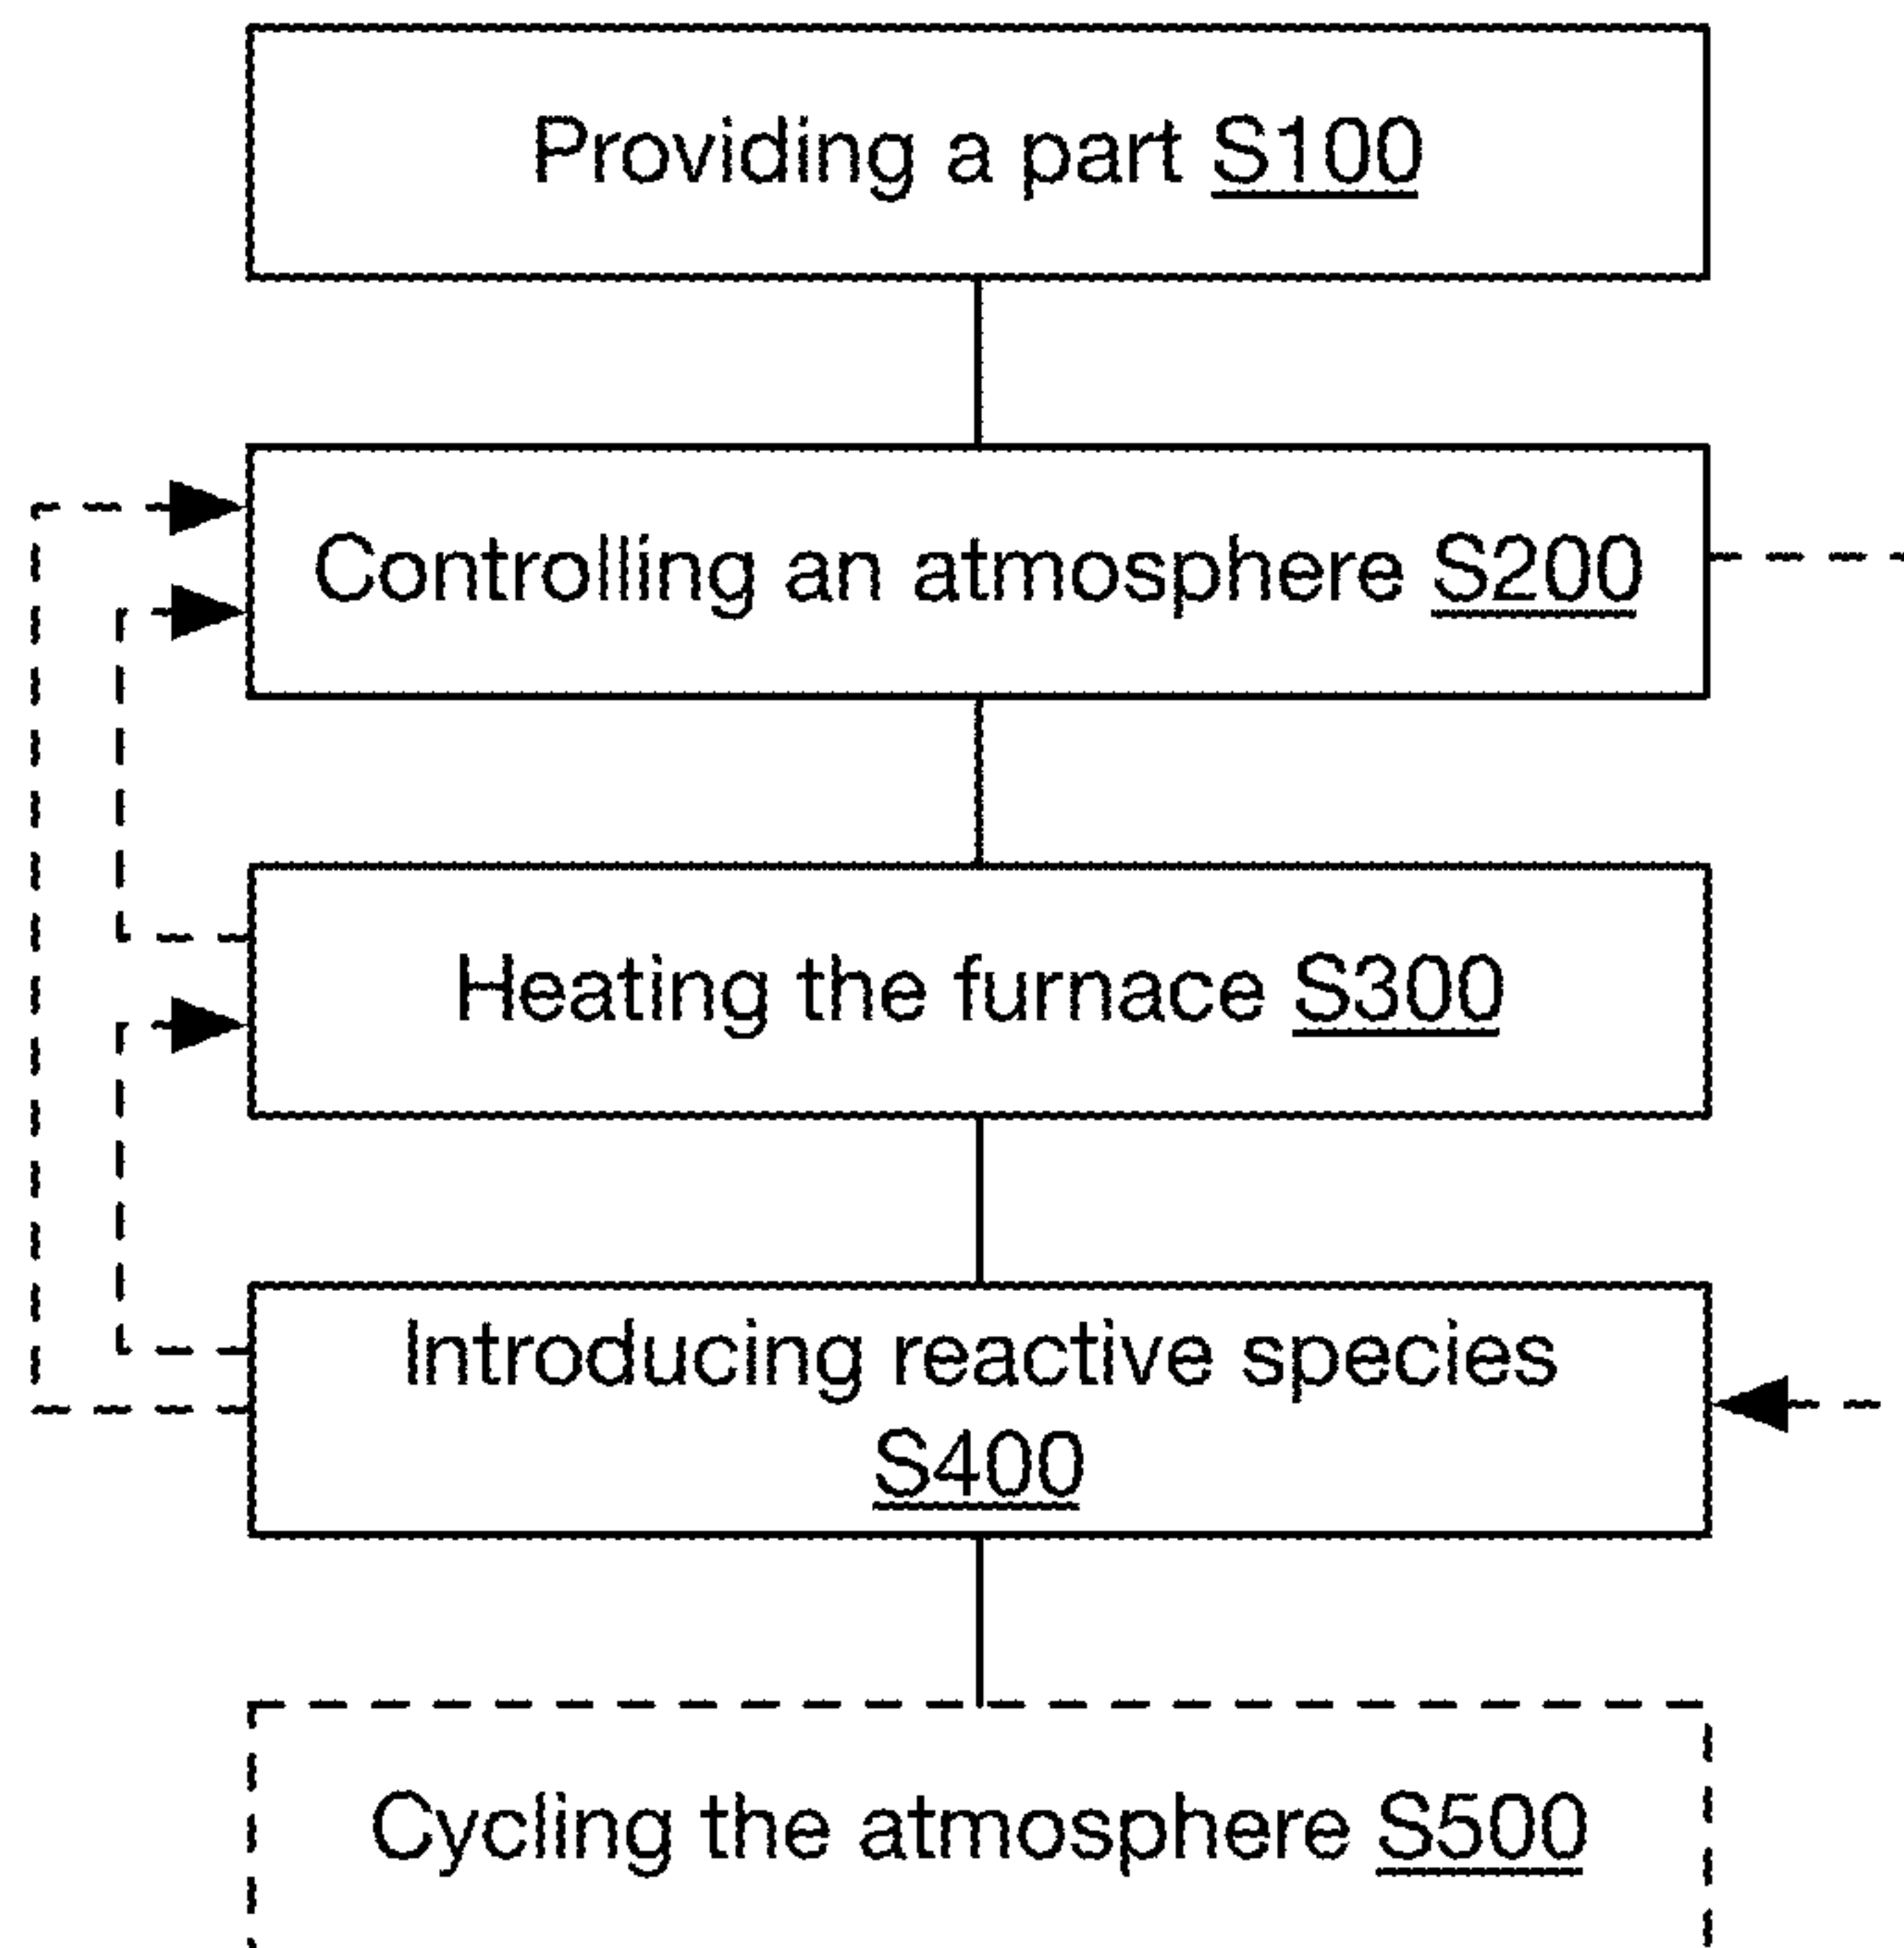 Providing a part S100
Controlling an atmosphere S200
Heating the furnace S300
Introducing reactive species
S400
Cycling the atmosphere S500